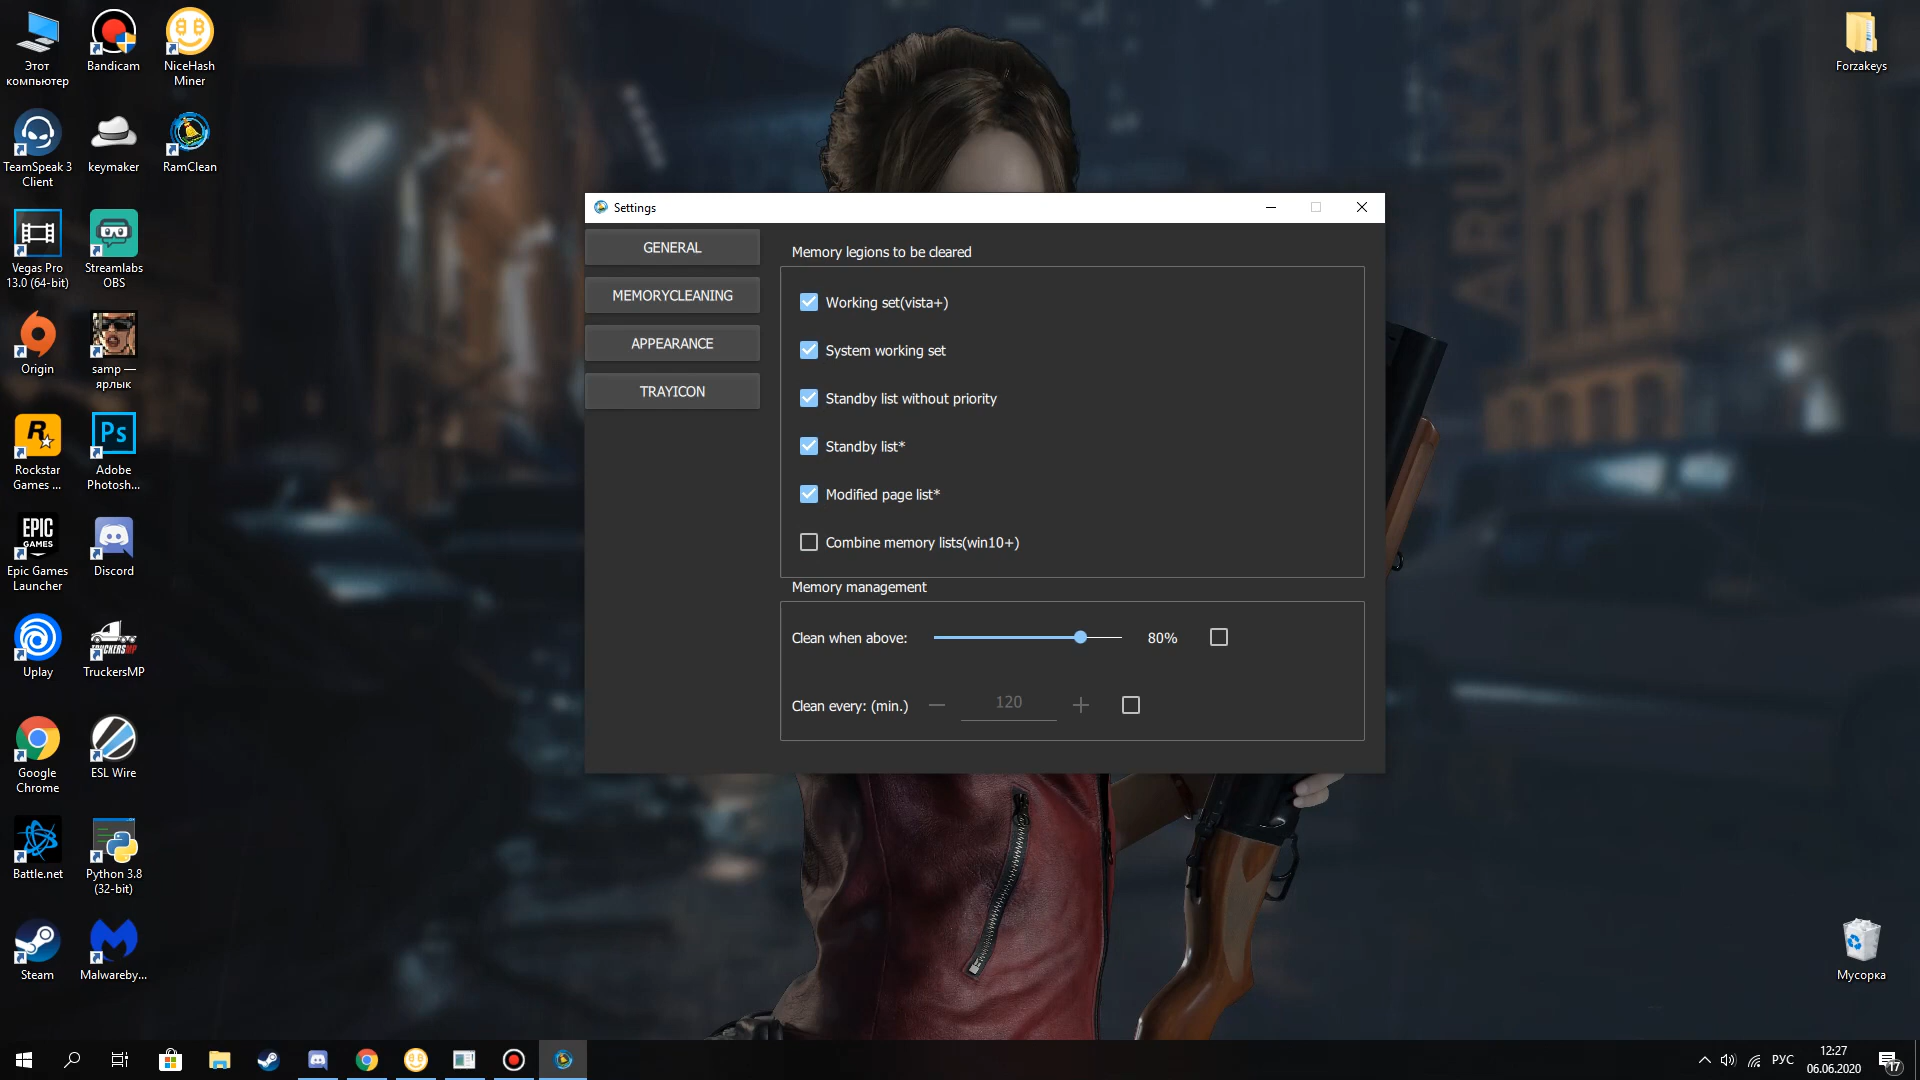 Этот
компьютер
Bandicam
NiceHash
Miner
TeamSpeak 3
Client
keymaker
RamClean
Vegas Pro
13.0 (64-bit)
Streamlabs
OBS
Origin
samp —
ярлык
Rockstar
Games ...
Ps
Adobe
Photosh...
EPIC
GAMES
Epic Games
Launcher
Discord
Uplay
TruckersMP
Google
Chrome
ESL Wire
Battle.net
Python 3.8
(32-bit)
Steam
Malwareby...
Settings
GENERAL
MEMORYCLEANING
APPEARANCE
TRAYICON
Memory legions to be cleared
Working set(vista+)
System working set
Standby list without priority
Standby list*
Modified page list*
Combine memory lists(win10+)
Memory management
Clean when above: 80%
Clean every: (min.) — 120 +
ARUKA
Forzakeys
Мусорка
РУС
12:27
06.06.2020
17